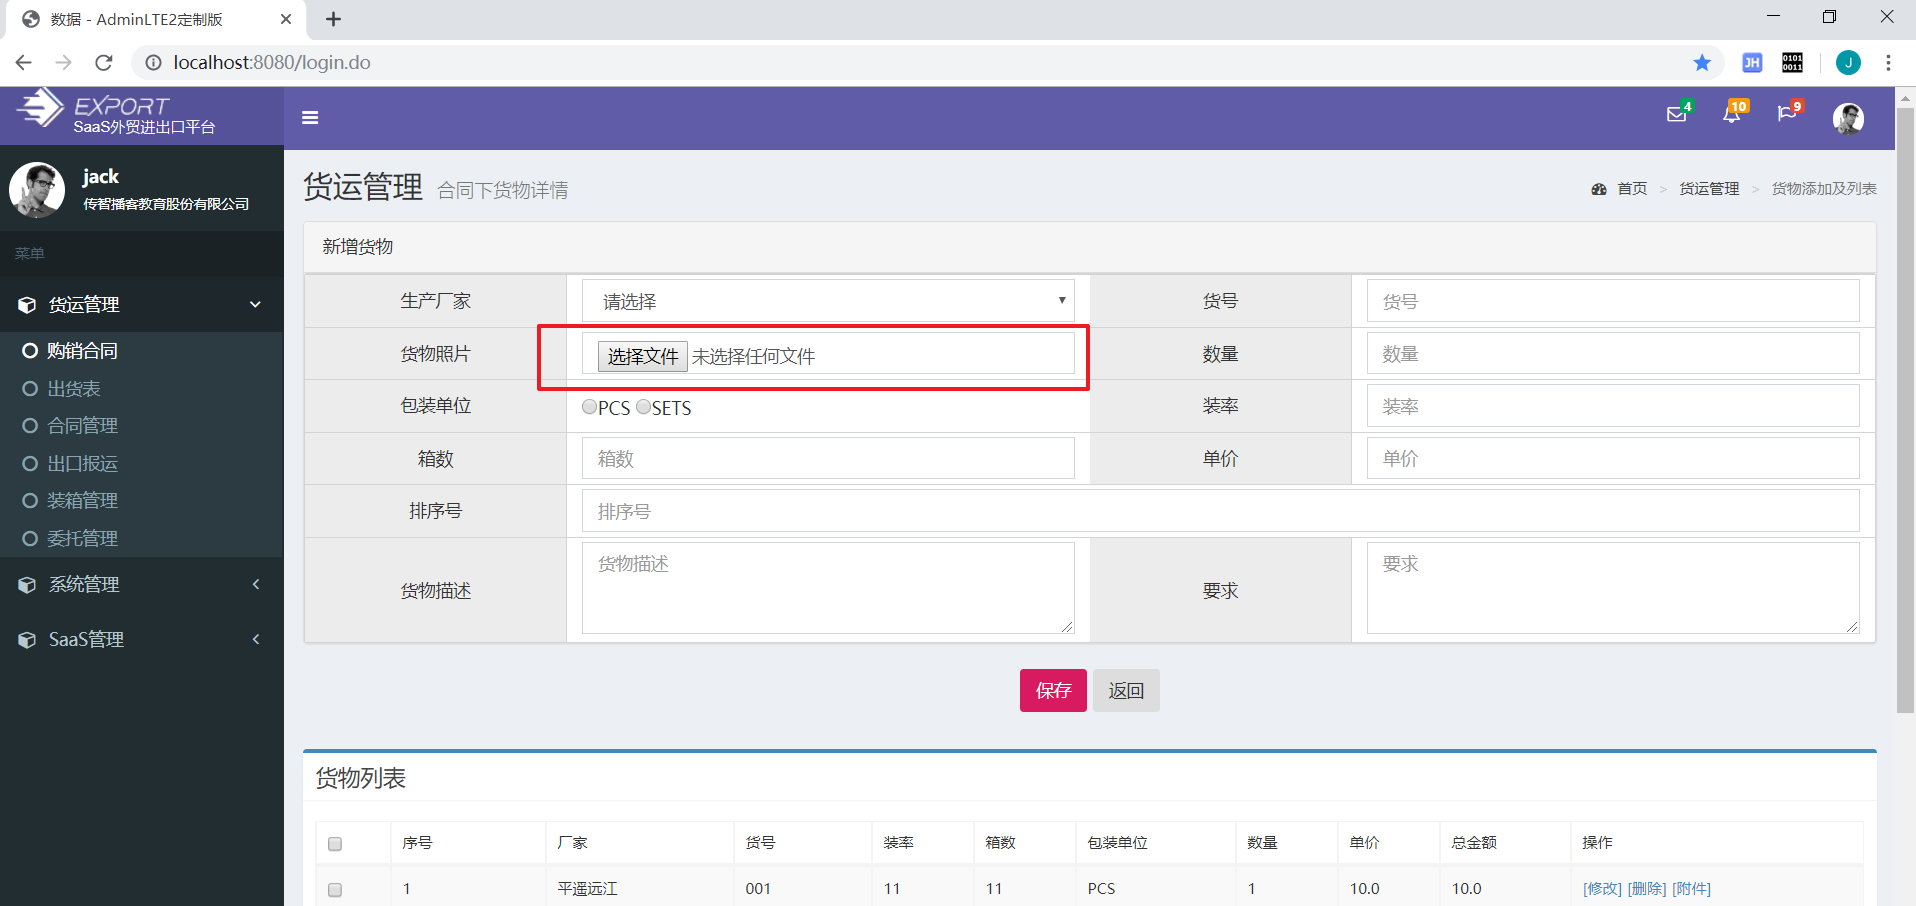 数据 - AdminLTE2定制版
localhost:8080/login.do
JH
0101
0011
J
EXPORT
SaaS外贸进出口平台
4
10
9
jack
传智播客教育股份有限公司
菜单
货运管理
购销合同
出货表
合同管理
出口报运
装箱管理
委托管理
系统管理
SaaS管理
货运管理 合同下货物详情
首页 > 货运管理 > 货物添加及列表
新增货物
生产厂家 请选择 货号 货号
货物照片 选择文件 未选择任何文件 数量 数量
包装单位 PCS SETS 装率 装率
箱数 箱数 单价 单价
排序号 排序号
货物描述 货物描述 要求 要求
保存 返回
货物列表
序号 厂家 货号 装率 箱数 包装单位 数量 单价 总金额 操作
1 平遥远江 001 11 11 PCS 1 10.0 10.0 [修改] [删除] [附件]